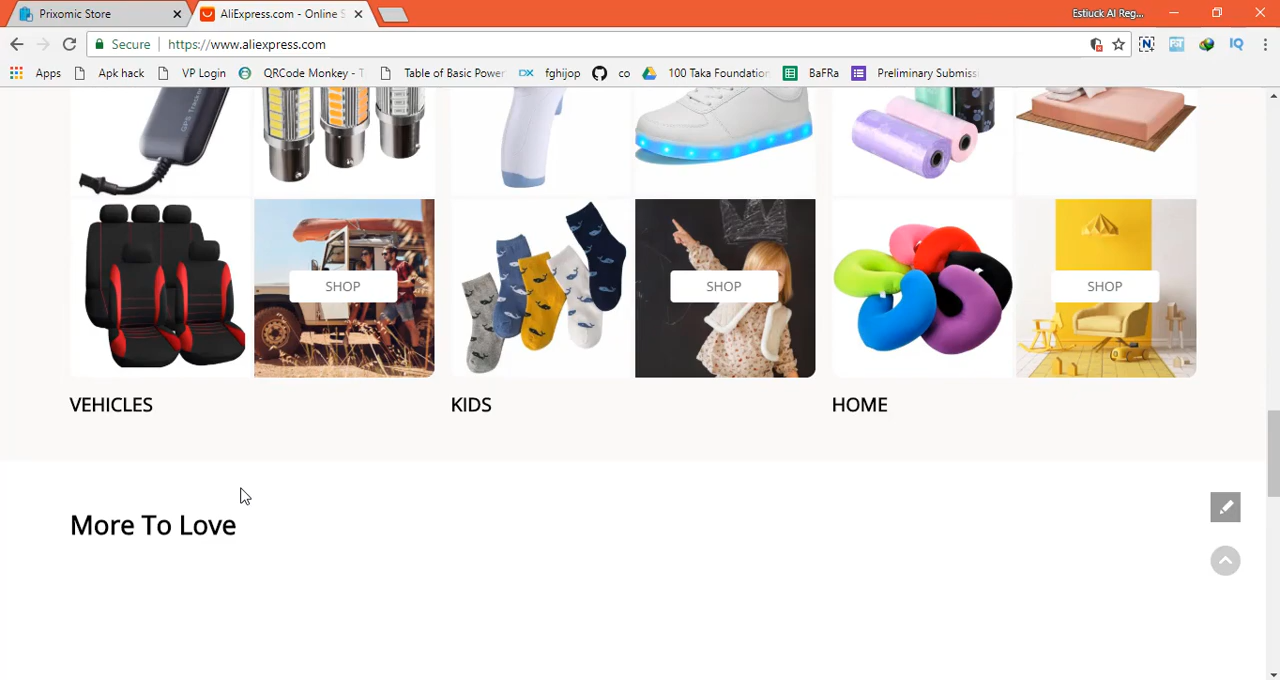 Prixomic Store
AliExpress.com - Online S
Estiuck Al Reg...
Secure
https://www.aliexpress.com
Apps
Apk hack
VP Login
QRCode Monkey - T
Table of Basic Power
DX
fghijop
co
100 Taka Foundation
BaFRa
Preliminary Submiss
SHOP
SHOP
SHOP
VEHICLES
KIDS
HOME
More To Love